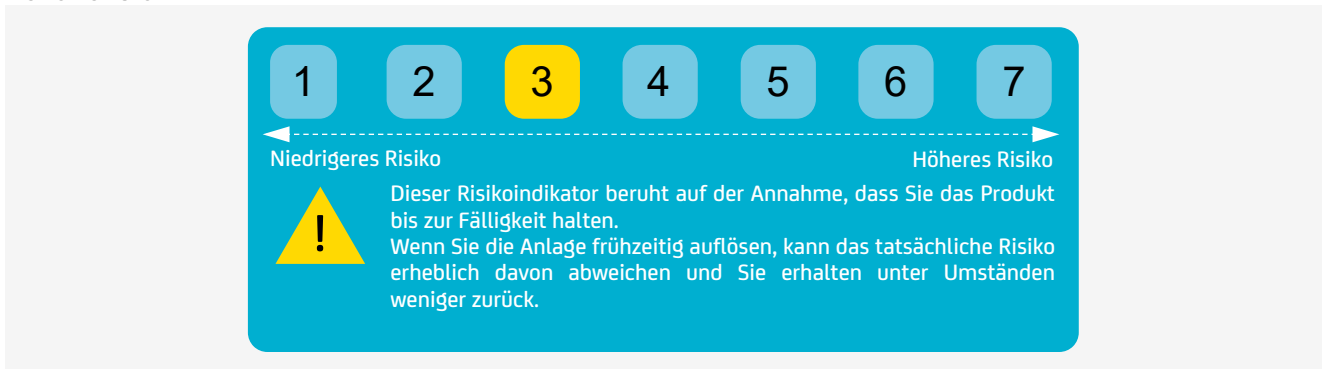 1 2 3 4 5 6 7
Niedrigeres Risiko Höheres Risiko
Dieser Risikoindikator beruht auf der Annahme, dass Sie das Produkt
bis zur Fälligkeit halten.
!
Wenn Sie die Anlage frühzeitig auflösen, kann das tatsächliche Risiko
erheblich davon abweichen und Sie erhalten unter Umständen
weniger zurück.